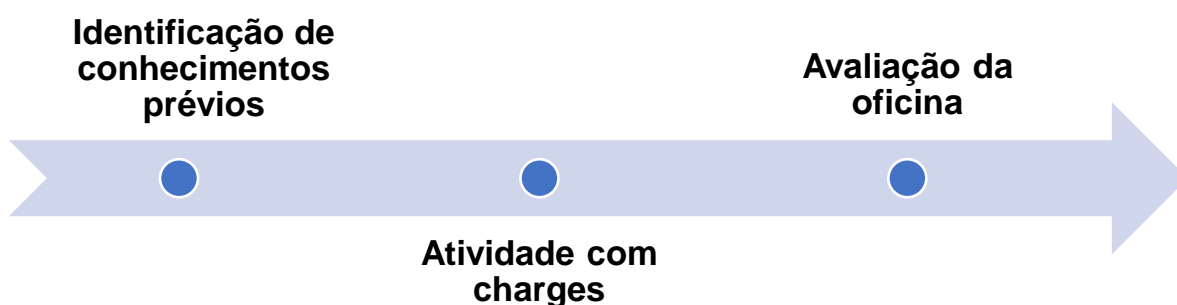 Identificação de
conhecimentos
prévios
Atividade com
charges
Avaliação da
oficina